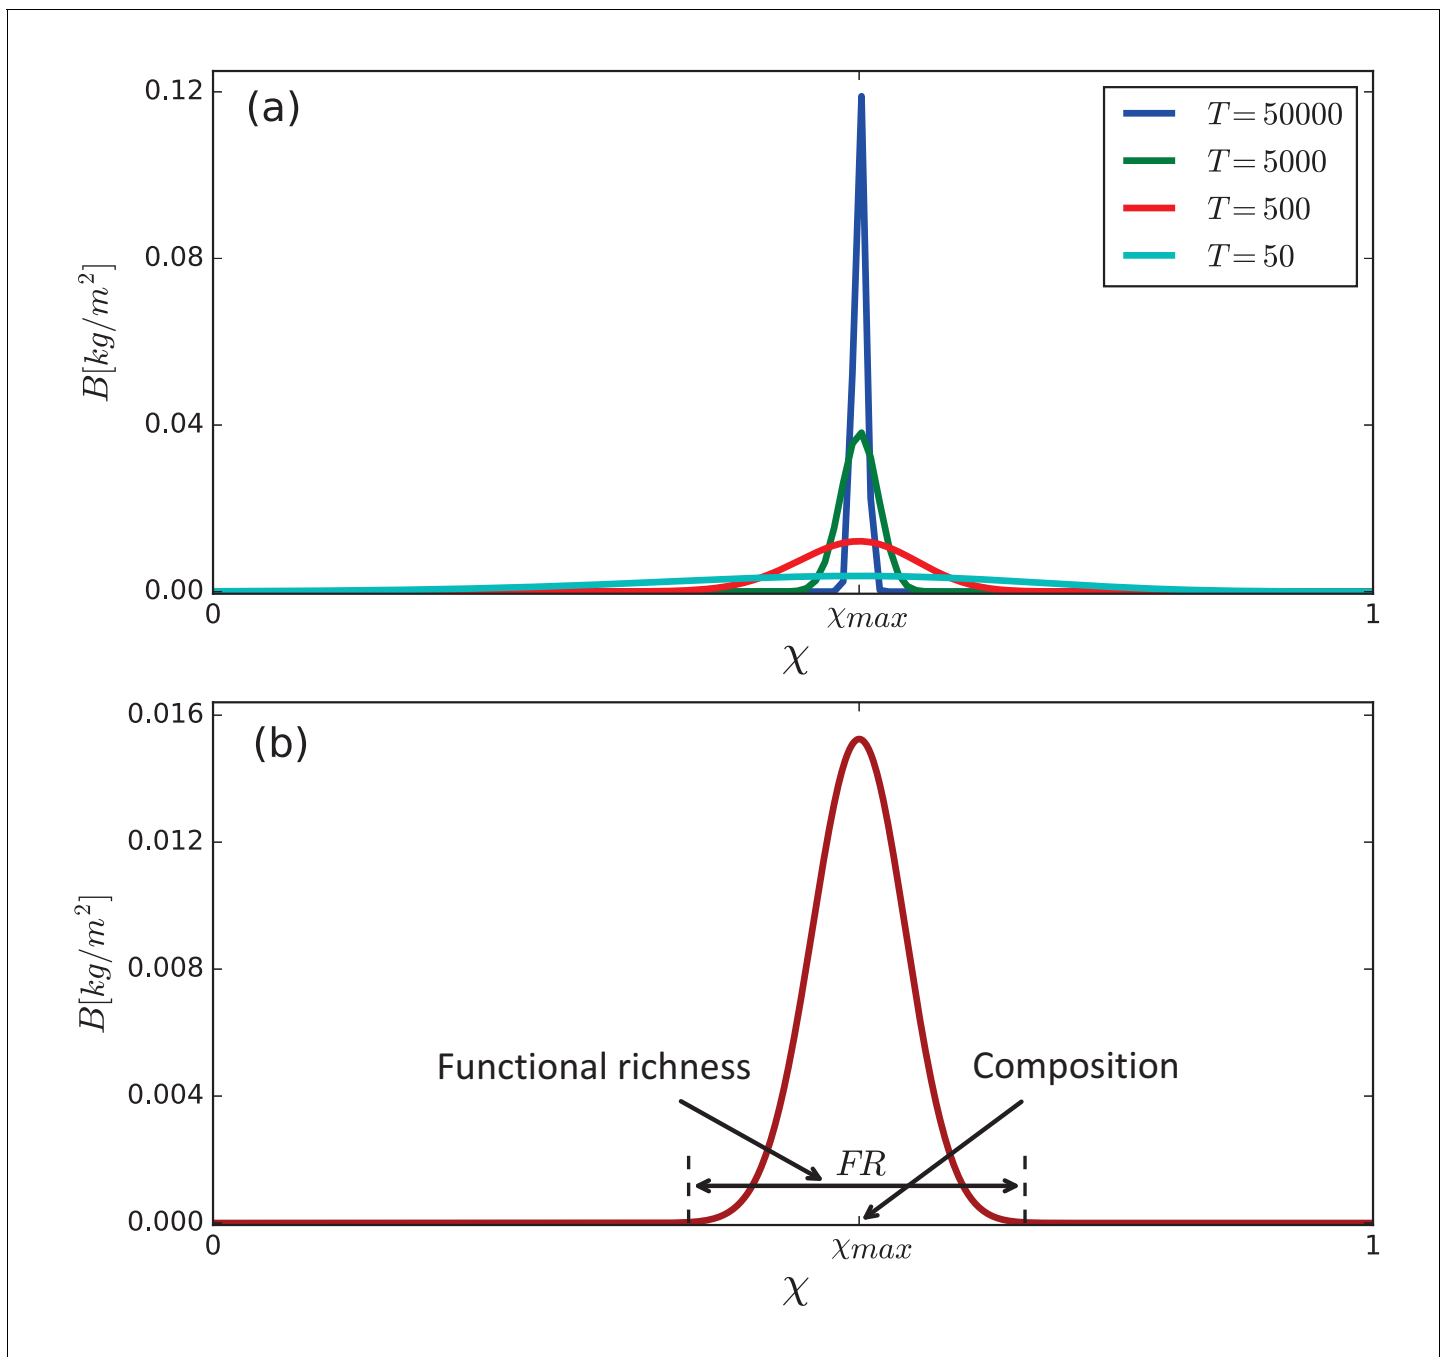 (a)
0.12
0.08
0.04
0.00
B[kg/m²]
T=50000
T=5000
T=500
T=50
0
χmax
1
χ
(b)
0.016
0.012
0.008
0.004
0.000
B[kg/m²]
Functional richness
Composition
FR
0
χmax
1
χ